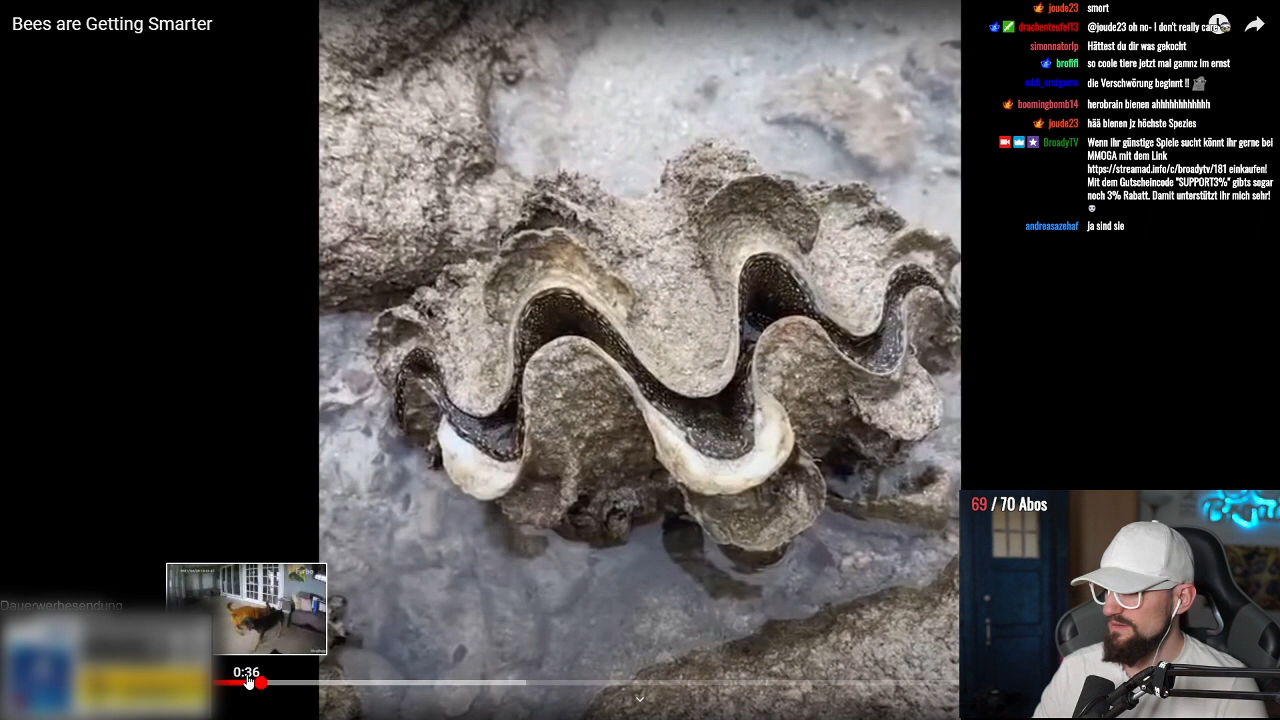 Bees are Getting Smarter
joude23 smort
drachenteufel13 @joude23 oh no- I don't really care
simonnatorlp Hättest du dir was gekocht
brofifi so coole tiere jetzt mal gamnz im ernst
die Verschwörung beginnt !!
boomingbomb14 herobrain bienen ahhhhhhhhhhhh
joude23 hää bienen jz höchste Spezies
BroadyTV Wenn ihr günstige Spiele sucht könnt ihr gerne bei
MMOGA mit dem Link
https://streamad.info/c/broadytv/181 einkaufen!
Mit dem Gutscheincode "SUPPORT3%" gibts sogar
noch 3% Rabatt. Damit unterstützt ihr mich sehr!
andreasazehaf ja sind sie
69 / 70 Abos
Dauerwerbesendung
Furbo
0:36